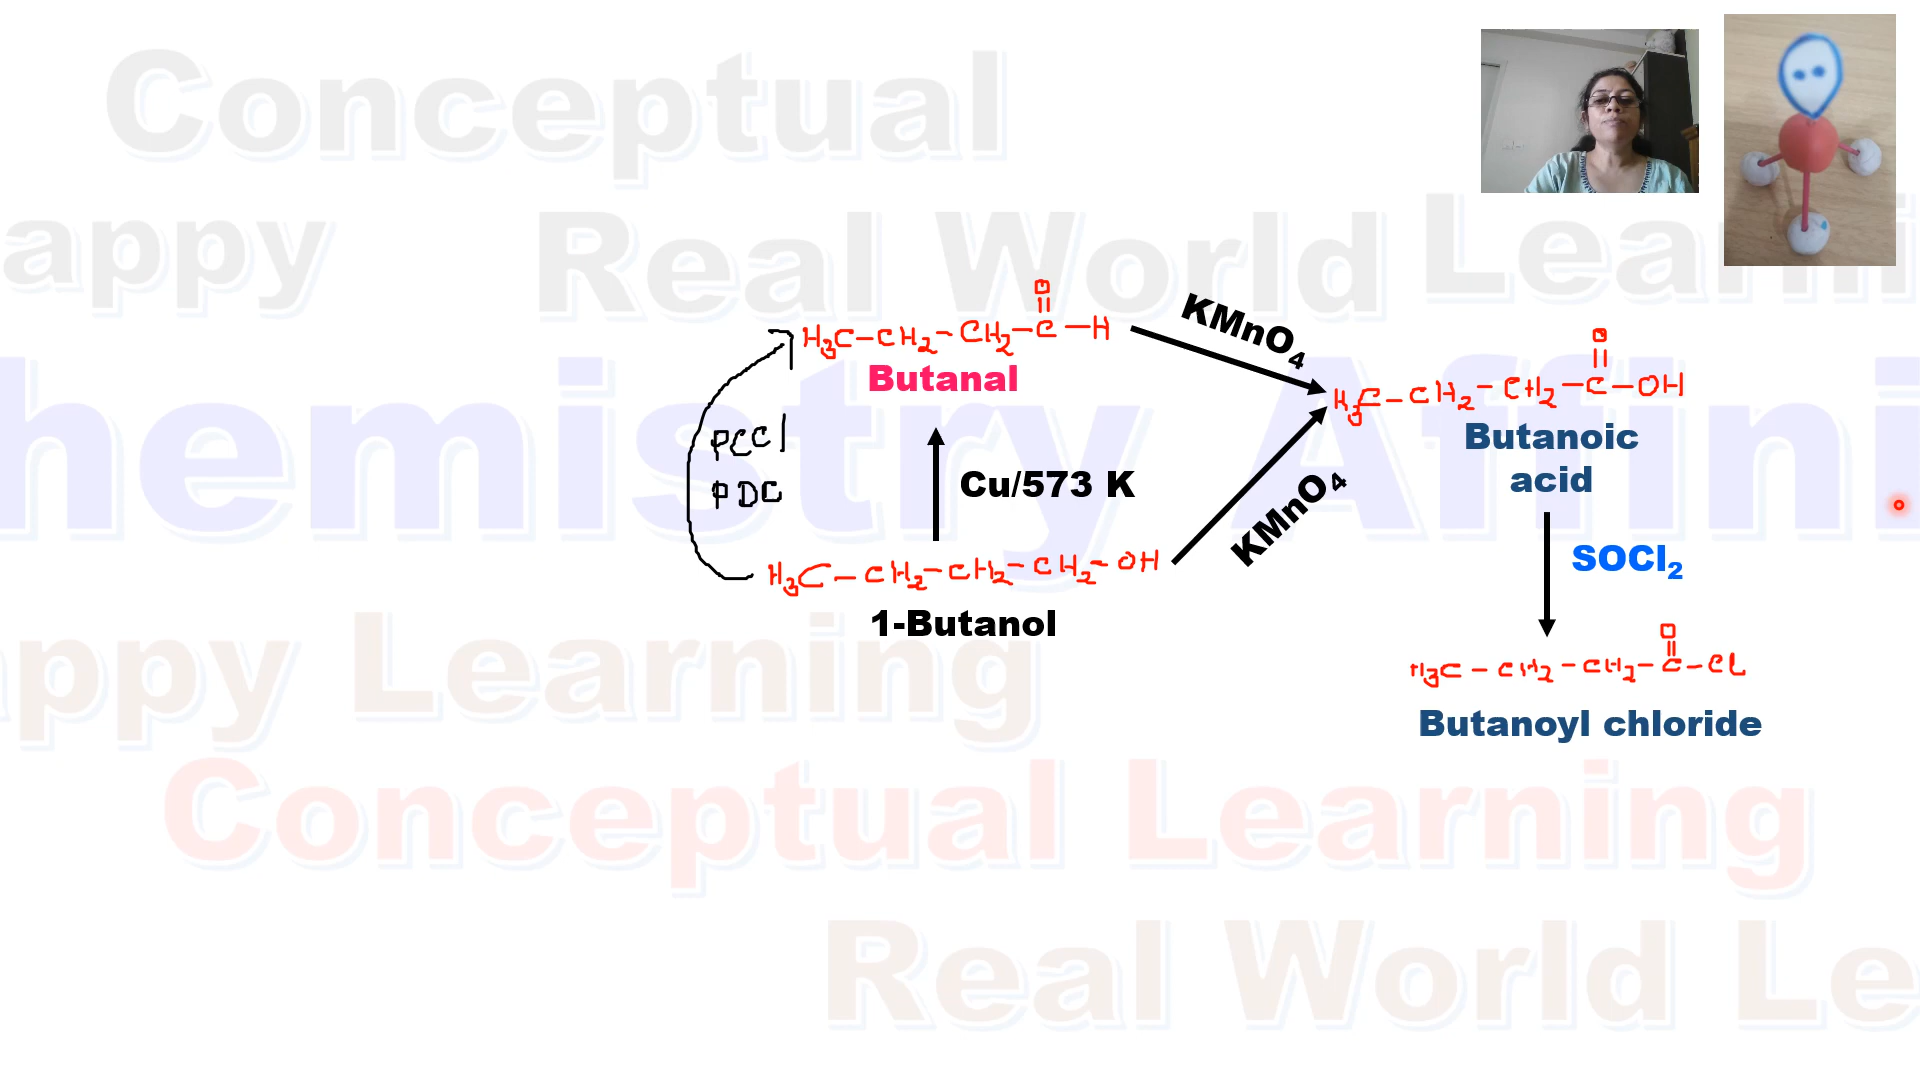 Conceptual
appy
Real World
Learni
hemistry Affini
H3C-CH2-CH2-C-H
O
Butanal
KMnO4
H3C-CH2-CH2-C-OH
O
Butanoic
acid
PCCl
PDC
Cu/573 K
KMnO4
H3C-CH2-CH2-CH2-OH
1-Butanol
SOCl2
O
H3C-CH2-CH2-C-Cl
Butanoyl chloride
appy Learning
Conceptual Learning
Real World Le